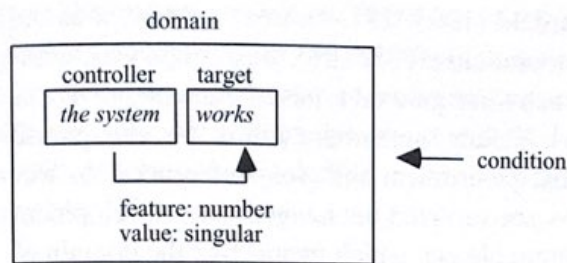 domain
controller target
the system works
condition
feature: number
value: singular